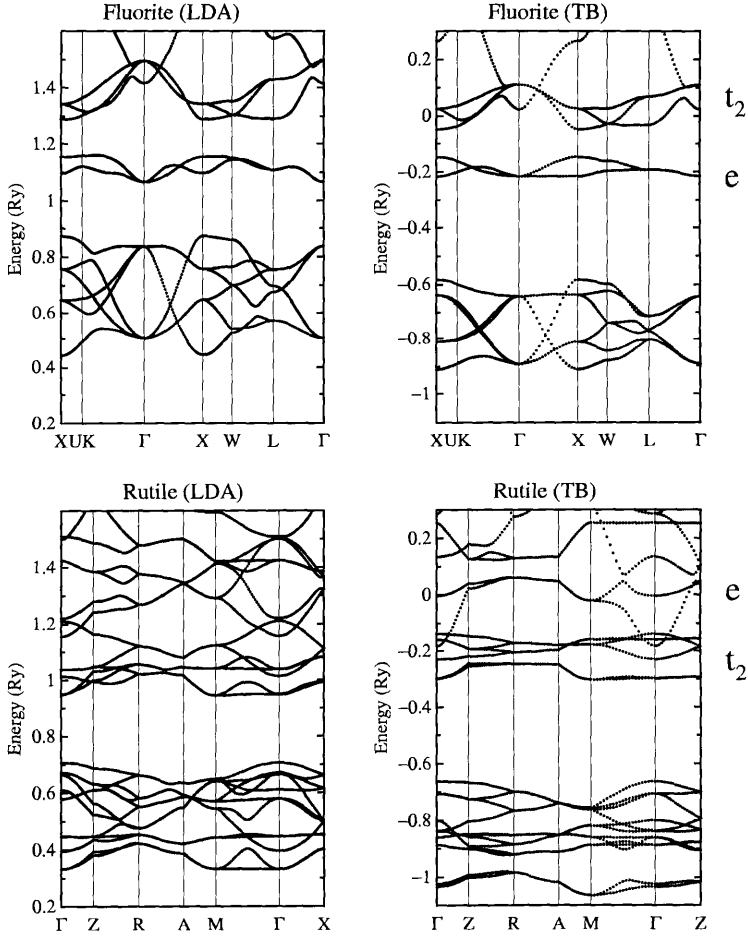 Fluorite (LDA)
Fluorite (TB)
1.4
1.2
1
0.8
0.6
0.4
0.2
Energy (Ry)
X U K Γ X W L Γ
0.2
0
−0.2
−0.4
−0.6
−0.8
−1
Energy (Ry)
X U K Γ X W L Γ
t2
e
Rutile (LDA)
Rutile (TB)
1.4
1.2
1
0.8
0.6
0.4
0.2
Energy (Ry)
Γ Z R A M Γ X
0.2
0
−0.2
−0.4
−0.6
−0.8
−1
Energy (Ry)
Γ Z R A M Γ Z
e
t2